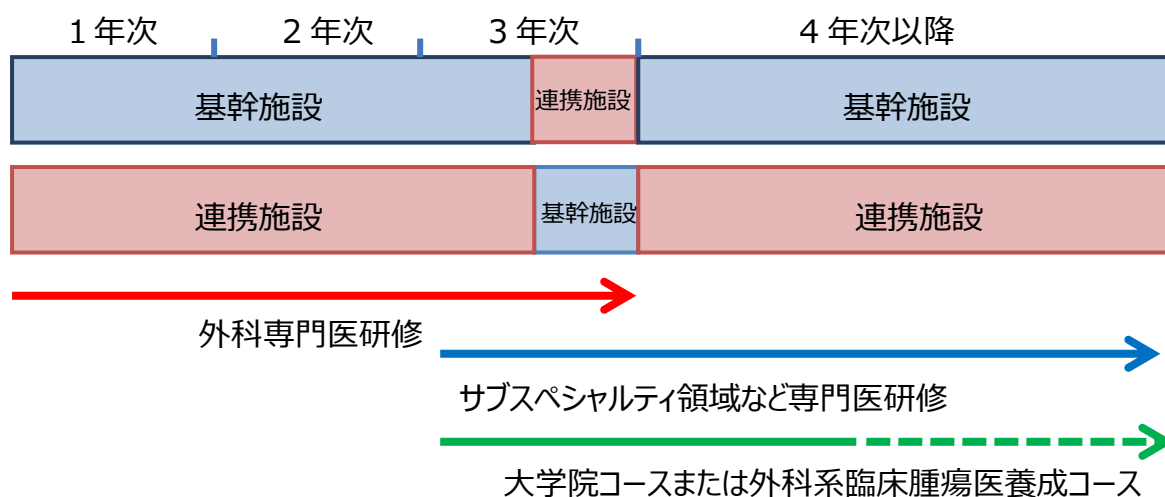 1年次 2年次 3年次 4年次以降
基幹施設 連携施設 基幹施設
連携施設 基幹施設 連携施設
外科専門医研修
サブスペシャルティ領域など専門医研修
大学院コースまたは外科系臨床腫瘍医養成コース